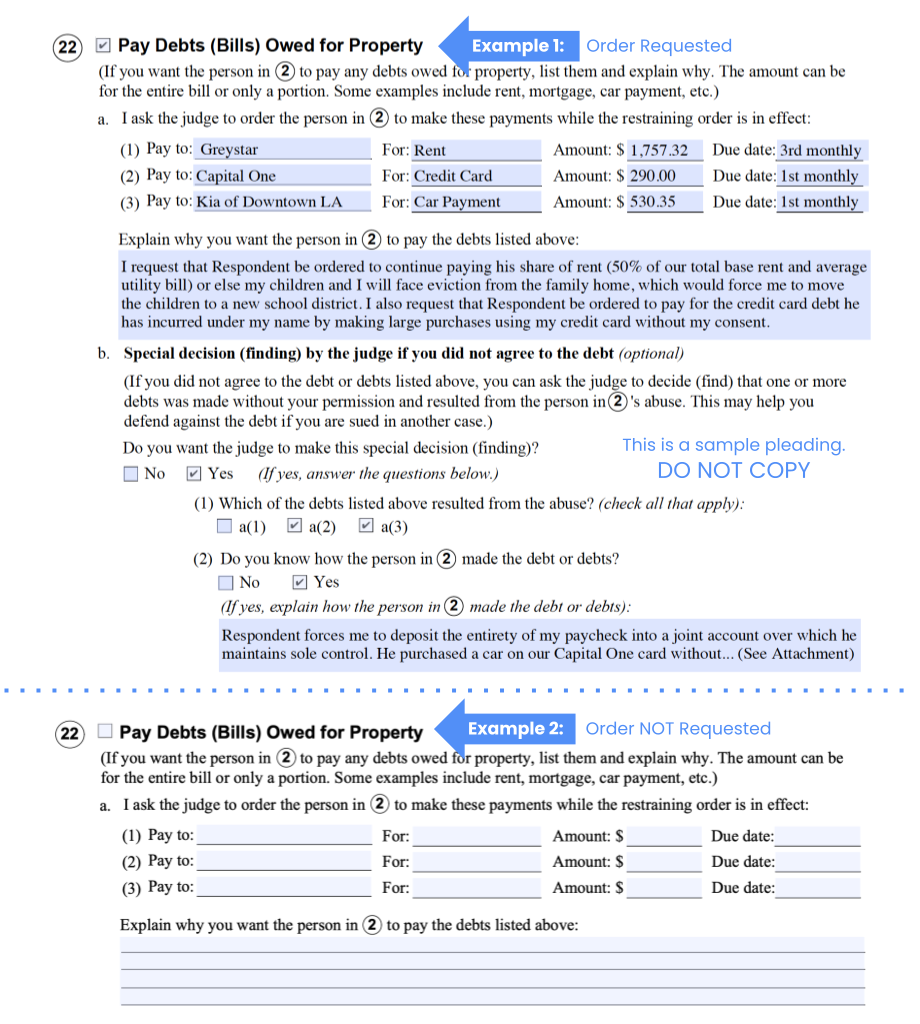 22 Pay Debts (Bills) Owed for Property Example 1: Order Requested
(If you want the person in 2 to pay any debts owed for property, list them and explain why. The amount can be
for the entire bill or only a portion. Some examples include rent, mortgage, car payment, etc.)
a. I ask the judge to order the person in 2 to make these payments while the restraining order is in effect:
(1) Pay to: Greystar For: Rent Amount: $ 1,757.32 Due date: 3rd monthly
(2) Pay to: Capital One For: Credit Card Amount: $ 290.00 Due date: 1st monthly
(3) Pay to: Kia of Downtown LA For: Car Payment Amount: $ 530.35 Due date: 1st monthly
Explain why you want the person in 2 to pay the debts listed above:
I request that Respondent be ordered to continue paying his share of rent (50% of our total base rent and average
utility bill) or else my children and I will face eviction from the family home, which would force me to move
the children to a new school district. I also request that Respondent be ordered to pay for the credit card debt he
has incurred under my name by making large purchases using my credit card without my consent.
b. Special decision (finding) by the judge if you did not agree to the debt (optional)
(If you did not agree to the debt or debts listed above, you can ask the judge to decide (find) that one or more
debts was made without your permission and resulted from the person in 2 's abuse. This may help you
defend against the debt if you are sued in another case.)
Do you want the judge to make this special decision (finding)?
This is a sample pleading.
DO NOT COPY
No Yes (If yes, answer the questions below.)
(1) Which of the debts listed above resulted from the abuse? (check all that apply):
a(1) a(2) a(3)
(2) Do you know how the person in 2 made the debt or debts?
No Yes
(If yes, explain how the person in 2 made the debt or debts):
Respondent forces me to deposit the entirety of my paycheck into a joint account over which he
maintains sole control. He purchased a car on our Capital One card without... (See Attachment)
22 Pay Debts (Bills) Owed for Property Example 2: Order NOT Requested
(If you want the person in 2 to pay any debts owed for property, list them and explain why. The amount can be
for the entire bill or only a portion. Some examples include rent, mortgage, car payment, etc.)
a. I ask the judge to order the person in 2 to make these payments while the restraining order is in effect:
(1) Pay to: For: Amount: $ Due date:
(2) Pay to: For: Amount: $ Due date:
(3) Pay to: For: Amount: $ Due date:
Explain why you want the person in 2 to pay the debts listed above: